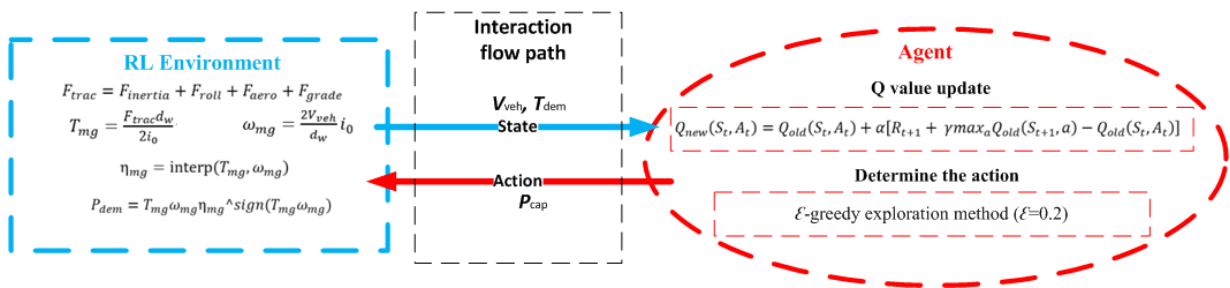 RL Environment
F_trac = F_inertia + F_roll + F_aero + F_grade
T_mg = F_trac d_w / 2i_0    ω_mg = 2V_veh / d_w i_0
η_mg = interp(T_mg, ω_mg)
P_dem = T_mg ω_mg η_mg ^sign(T_mg ω_mg)
Interaction
flow path
V_veh, T_dem
State
Action
P_cap
Agent
Q value update
Q_new(S_t, A_t) = Q_old(S_t, A_t) + α[R_{t+1} + γmax_a Q_old(S_{t+1}, a) − Q_old(S_t, A_t)]
Determine the action
ℰ-greedy exploration method (ℰ=0.2)